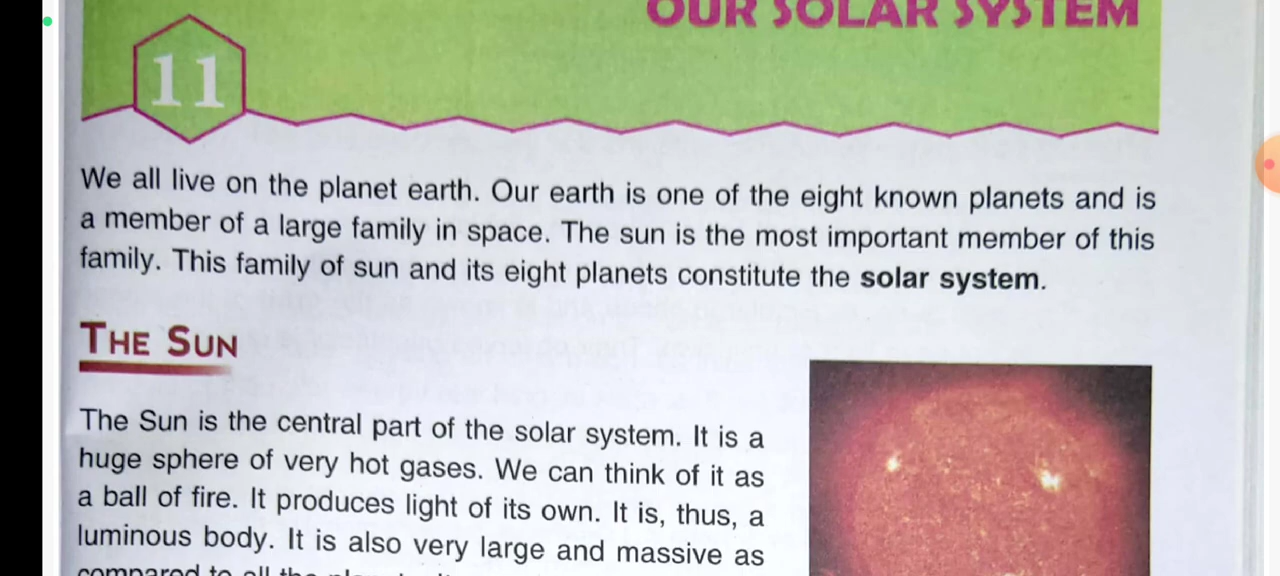 OUR SOLAR SYSTEM
11
We all live on the planet earth. Our earth is one of the eight known planets and is
a member of a large family in space. The sun is the most important member of this
family. This family of sun and its eight planets constitute the solar system.
THE SUN
The Sun is the central part of the solar system. It is a
huge sphere of very hot gases. We can think of it as
a ball of fire. It produces light of its own. It is, thus, a
luminous body. It is also very large and massive as
compared to all the